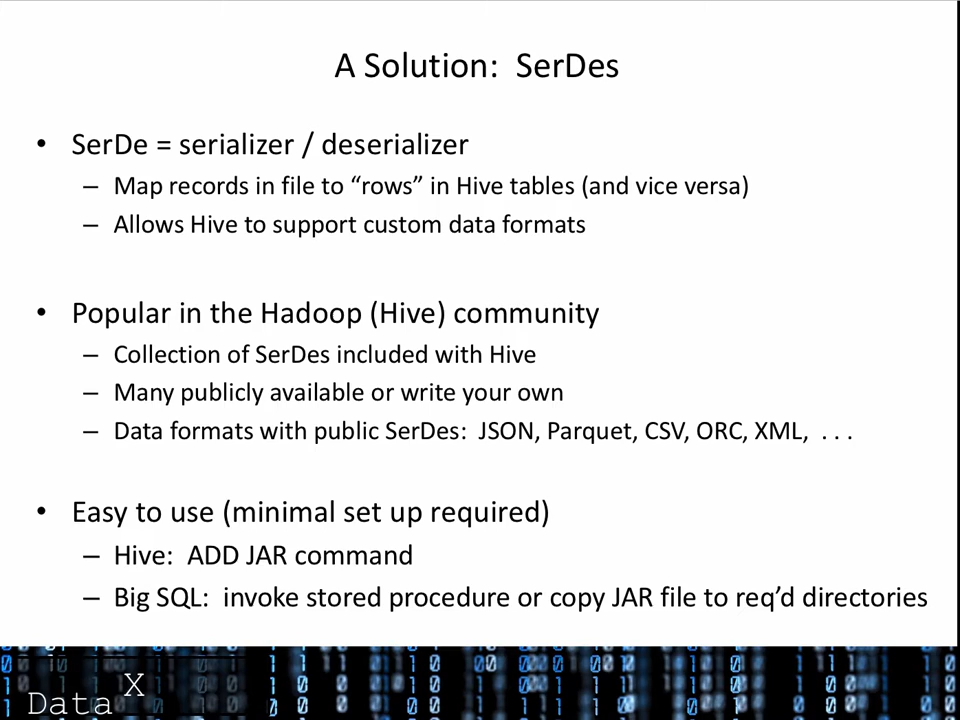 A Solution:  SerDes
• SerDe = serializer / deserializer
– Map records in file to “rows” in Hive tables (and vice versa)
– Allows Hive to support custom data formats
• Popular in the Hadoop (Hive) community
– Collection of SerDes included with Hive
– Many publicly available or write your own
– Data formats with public SerDes:  JSON, Parquet, CSV, ORC, XML,  . . .
• Easy to use (minimal set up required)
– Hive:  ADD JAR command
– Big SQL:  invoke stored procedure or copy JAR file to req’d directories
Data X